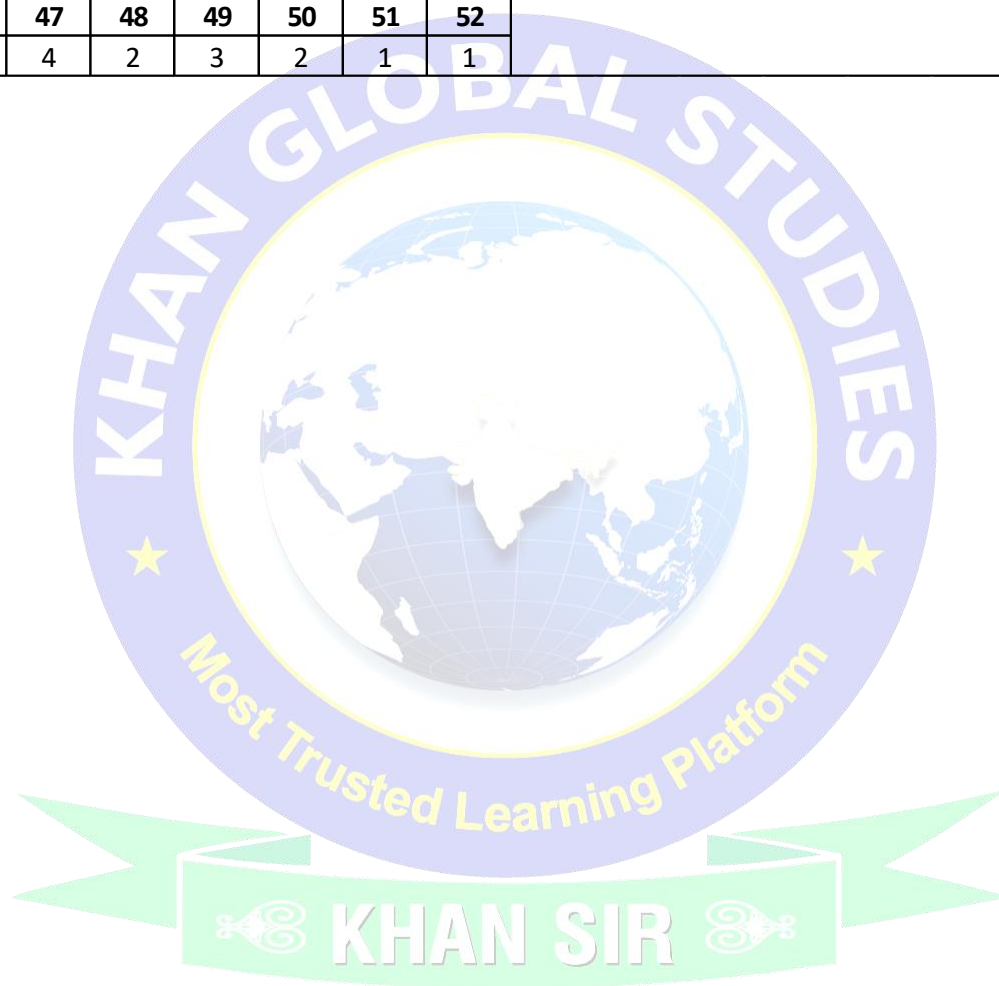 47 48 49 50 51 52
4 2 3 2 1 1
KHAN GLOBAL STUDIES
Most Trusted Learning Platform
KHAN SIR